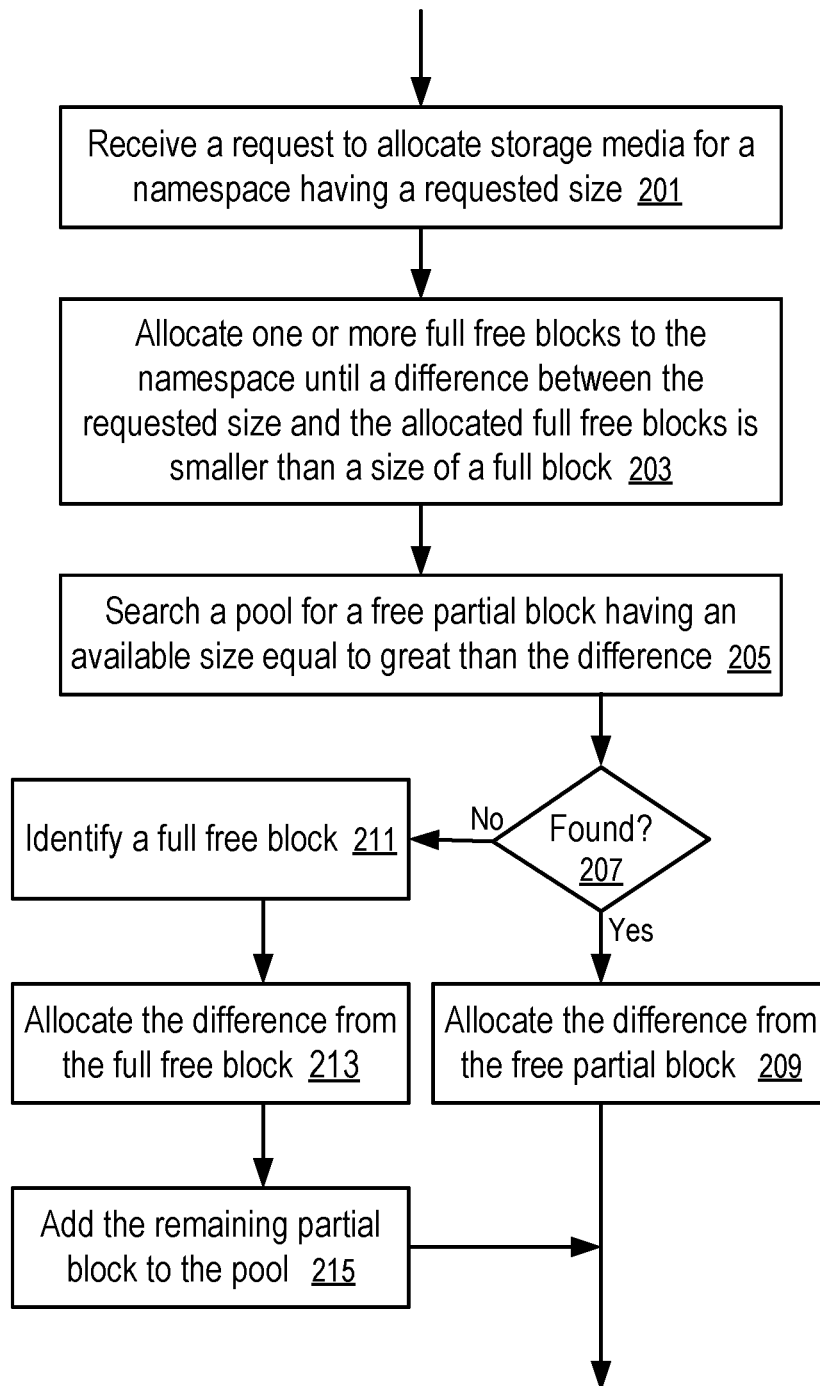 Receive a request to allocate storage media for a
namespace having a requested size 201
Allocate one or more full free blocks to the
namespace until a difference between the
requested size and the allocated full free blocks is
smaller than a size of a full block 203
Search a pool for a free partial block having an
available size equal to great than the difference 205
Found?
207
No
Yes
Identify a full free block 211
Allocate the difference from
the full free block 213
Allocate the difference from
the free partial block 209
Add the remaining partial
block to the pool 215